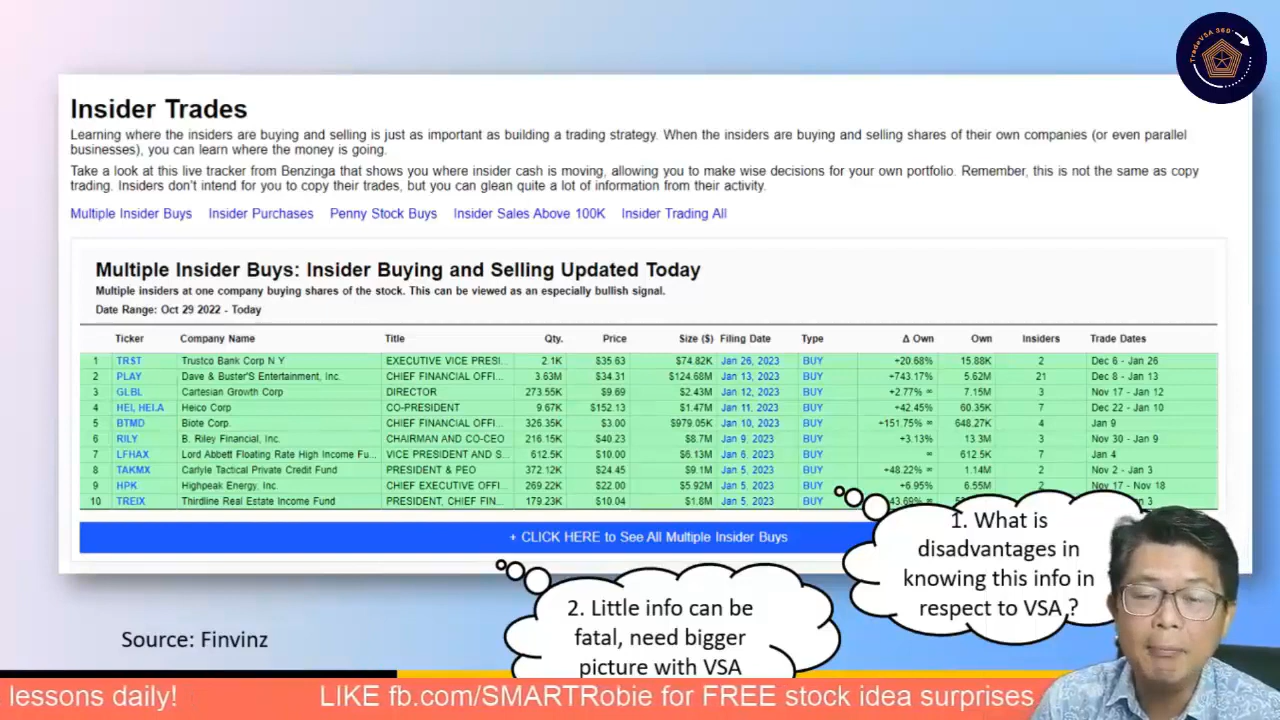 TradeVSA 360°
Insider Trades
Learning where the insiders are buying and selling is just as important as building a trading strategy. When the insiders are buying and selling shares of their own companies (or even parallel
businesses), you can learn where the money is going.
Take a look at this live tracker from Benzinga that shows you where insider cash is moving, allowing you to make wise decisions for your own portfolio. Remember, this is not the same as copy
trading. Insiders don’t intend for you to copy their trades, but you can glean quite a lot of information from their activity.
Multiple Insider Buys Insider Purchases Penny Stock Buys Insider Sales Above 100K Insider Trading All
Multiple Insider Buys: Insider Buying and Selling Updated Today
Multiple insiders at one company buying shares of the stock. This can be viewed as an especially bullish signal.
Date Range: Oct 29 2022 - Today
Ticker Company Name Title Qty. Price Size ($) Filing Date Type Δ Own Own Insiders Trade Dates
1 TRST Trustco Bank Corp N Y EXECUTIVE VICE PRESI... 2.1K $35.63 $74.82K Jan 26, 2023 BUY +20.68% 15.88K 2 Dec 6 - Jan 26
2 PLAY Dave & Buster'S Entertainment, Inc. CHIEF FINANCIAL OFFI... 3.63M $34.31 $124.68M Jan 13, 2023 BUY +743.17% 5.62M 21 Dec 8 - Jan 13
3 GLBL Cartesian Growth Corp DIRECTOR 273.55K $9.69 $2.43M Jan 12, 2023 BUY +2.77% ∞ 7.15M 3 Nov 17 - Jan 12
4 HEI, HEI.A Heico Corp CO-PRESIDENT 9.67K $152.13 $1.47M Jan 11, 2023 BUY +42.45% 60.35K 7 Dec 22 - Jan 10
5 BTMD Biote Corp. CHIEF FINANCIAL OFFI... 326.35K $3.00 $979.05K Jan 10, 2023 BUY +151.75% ∞ 648.27K 4 Jan 9
6 RILY B. Riley Financial, Inc. CHAIRMAN AND CO-CEO 216.15K $40.23 $8.7M Jan 9, 2023 BUY +3.13% 13.3M 3 Nov 30 - Jan 9
7 LFHAX Lord Abbett Floating Rate High Income Fu... VICE PRESIDENT AND S... 612.5K $10.00 $6.13M Jan 6, 2023 BUY ∞ 612.5K 7 Jan 4
8 TAKMX Carlyle Tactical Private Credit Fund PRESIDENT & PEO 372.12K $24.45 $9.1M Jan 5, 2023 BUY +48.22% ∞ 1.14M 2 Nov 2 - Jan 3
9 HPK Highpeak Energy, Inc. CHIEF EXECUTIVE OFFI... 269.22K $22.00 $5.92M Jan 5, 2023 BUY +6.95% 6.55M 2 Nov 17 - Nov 18
10 TREIX Thirdline Real Estate Income Fund PRESIDENT, CHIEF FIN... 179.23K $10.04 $1.8M Jan 5, 2023 BUY
+ CLICK HERE to See All Multiple Insider Buys
1. What is
disadvantages in
knowing this info in
respect to VSA ?
2. Little info can be
fatal, need bigger
picture with VSA
Source: Finvinz
lessons daily! LIKE fb.com/SMARTRobie for FREE stock idea surprises